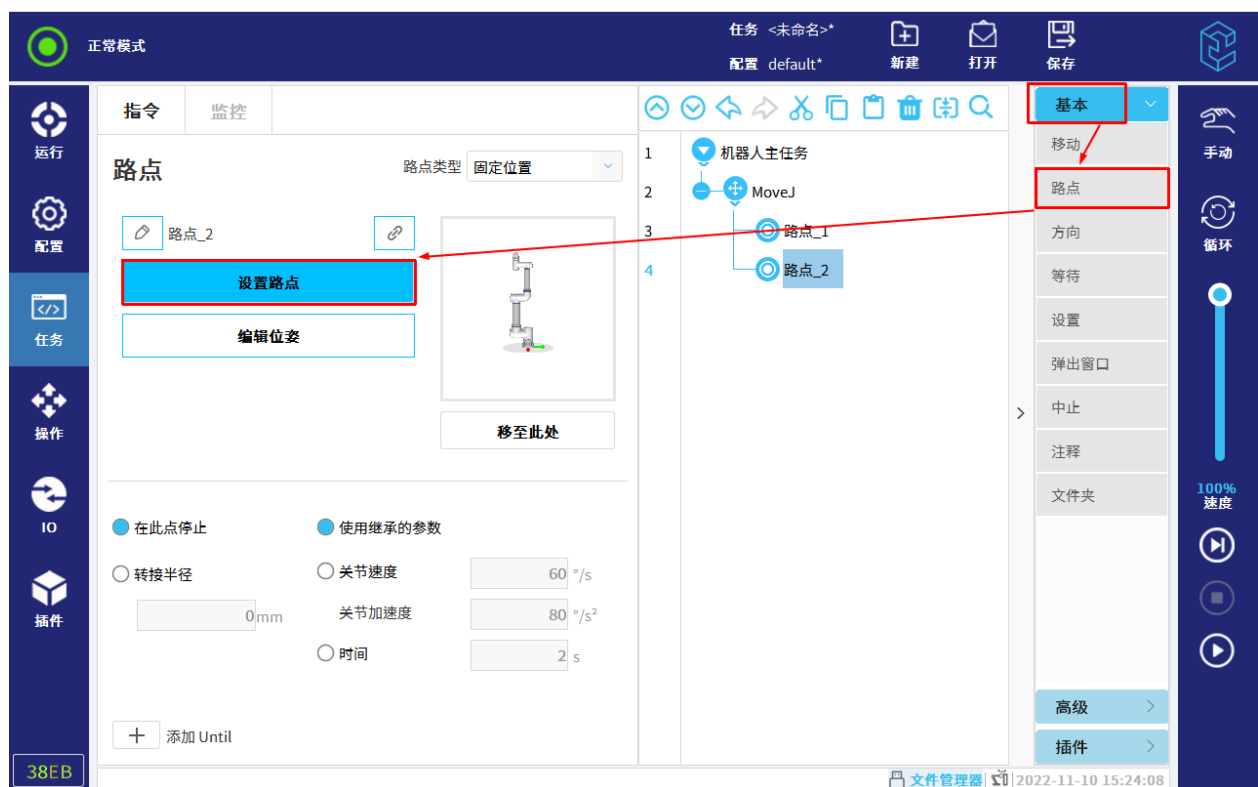 正常模式
任务 <未命名>*
配置 default*
新建
打开
保存
运行
配置
任务
操作
IO
插件
38EB
指令
监控
路点
路点类型 固定位置
路点_2
设置路点
编辑位姿
移至此处
在此点停止
使用继承的参数
转接半径
关节速度 60 °/s
0mm
关节加速度 80 °/s²
时间 2 s
添加 Until
1 机器人主任务
2 MoveJ
3 路点_1
4 路点_2
基本
移动
路点
方向
等待
设置
弹出窗口
中止
注释
文件夹
高级
插件
手动
循环
100%
速度
文件管理器 2022-11-10 15:24:08